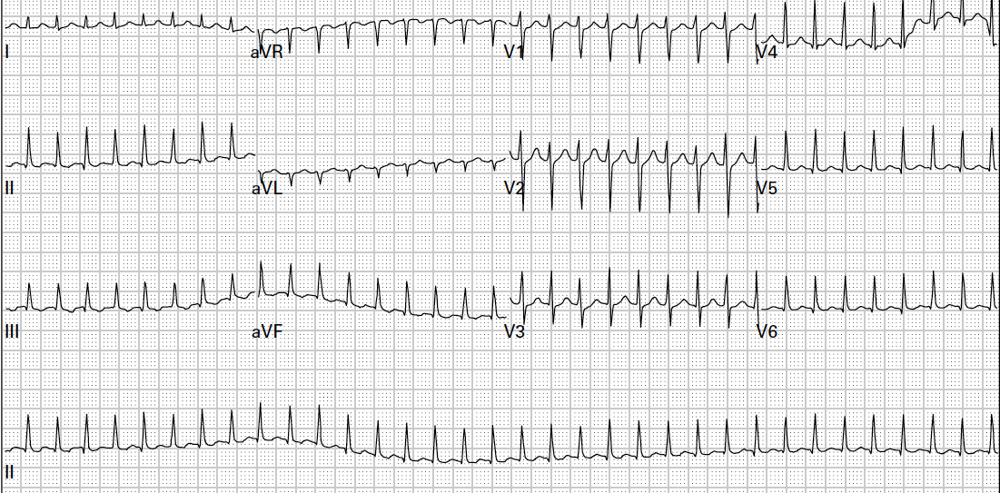 I aVR V1 V4
II aVL V2 V5
III aVF V3 V6
II